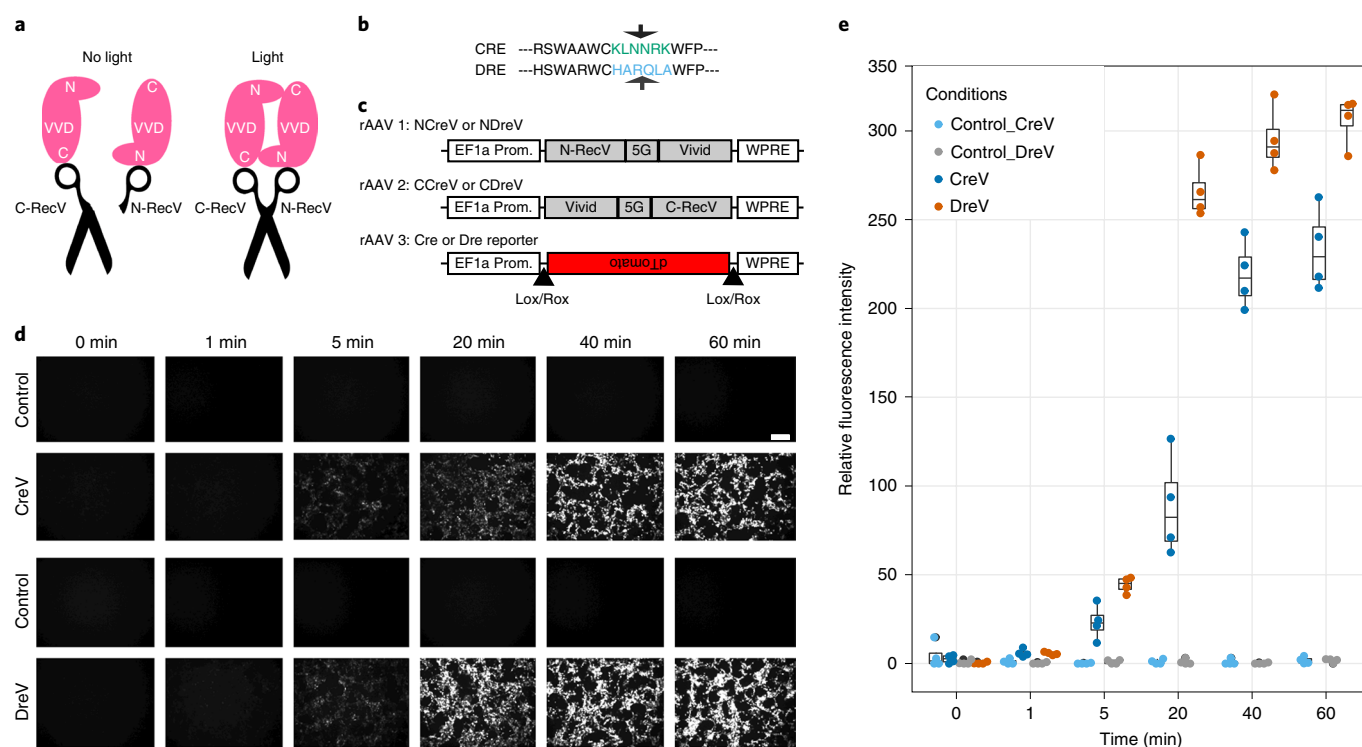 a
No light
Light
N
C
VVD
VVD
C
N
N
C
VVD
VVD
C
N
C-RecV
N-RecV
C-RecV
N-RecV
b
CRE ---RSWAAWCKLNNRKWFP---
DRE ---HSWARWCHARQLAWFP---
c
rAAV 1: NCreV or NDreV
EF1a Prom. N-RecV 5G Vivid WPRE
rAAV 2: CCreV or CDreV
EF1a Prom. Vivid 5G C-RecV WPRE
rAAV 3: Cre or Dre reporter
EF1a Prom. dTomato WPRE
Lox/Rox Lox/Rox
d
0 min 1 min 5 min 20 min 40 min 60 min
Control
CreV
Control
DreV
e
Relative fluorescence intensity
350
300
250
200
150
100
50
0
Conditions
Control_CreV
Control_DreV
CreV
DreV
0 1 5 20 40 60
Time (min)